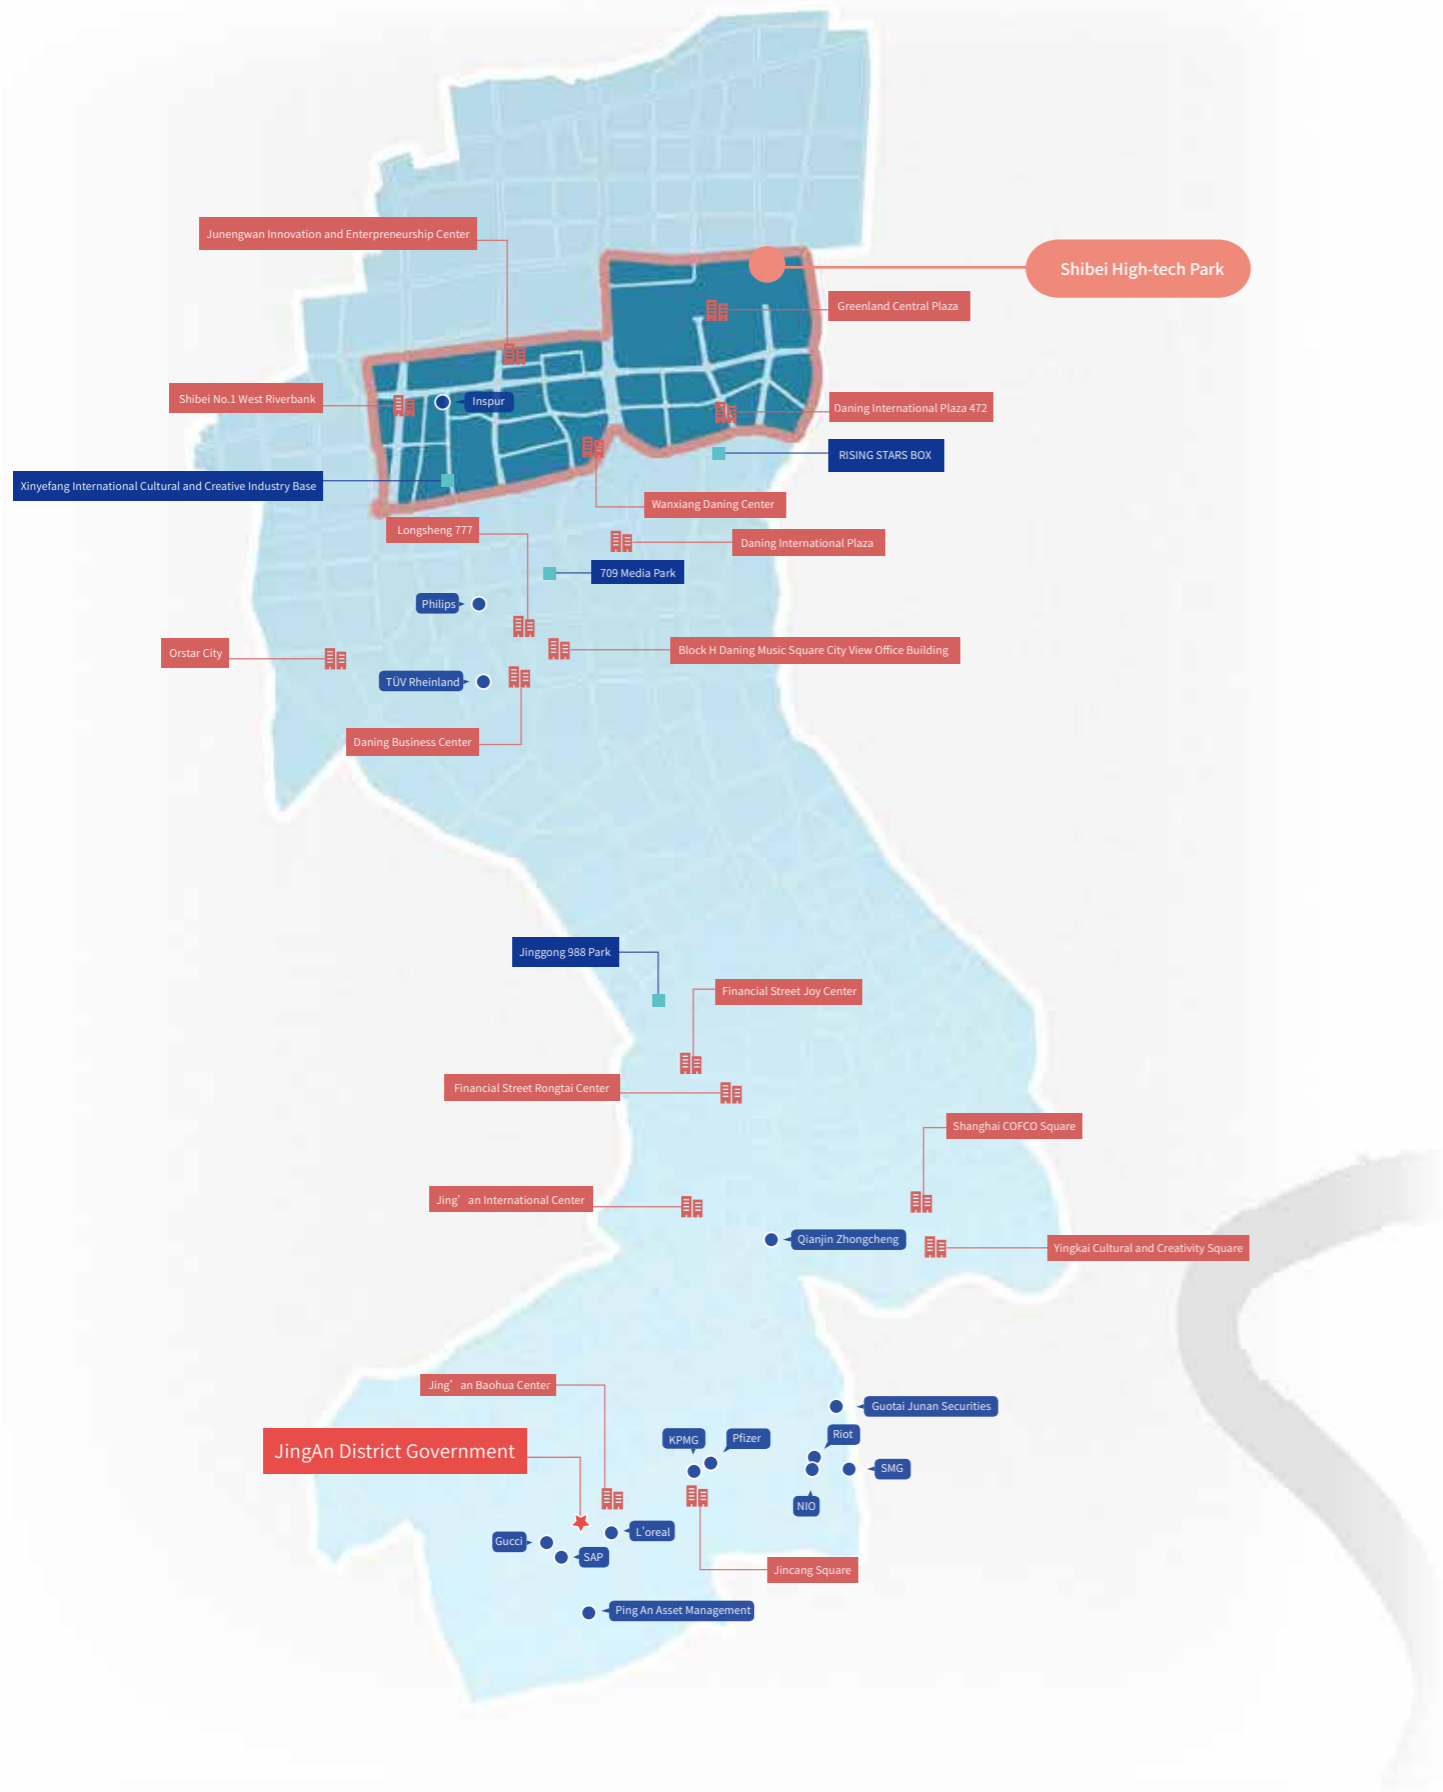 Junengwan Innovation and Enterpreneurship Center
Shibei High-tech Park
Greenland Central Plaza
Shibei No.1 West Riverbank
Inspur
Daning International Plaza 472
RISING STARS BOX
Xinyefang International Cultural and Creative Industry Base
Wanxiang Daning Center
Longsheng 777
Daning International Plaza
709 Media Park
Philips
Orstar City
Block H Daning Music Square City View Office Building
TÜV Rheinland
Daning Business Center
Jinggong 988 Park
Financial Street Joy Center
Financial Street Rongtai Center
Shanghai COFCO Square
Jing’an International Center
Qianjin Zhongcheng
Yingkai Cultural and Creativity Square
Jing’an Baohua Center
Guotai Junan Securities
JingAn District Government
KPMG
Pfizer
Riot
SMG
NIO
Gucci
L'oreal
SAP
Jincang Square
Ping An Asset Management